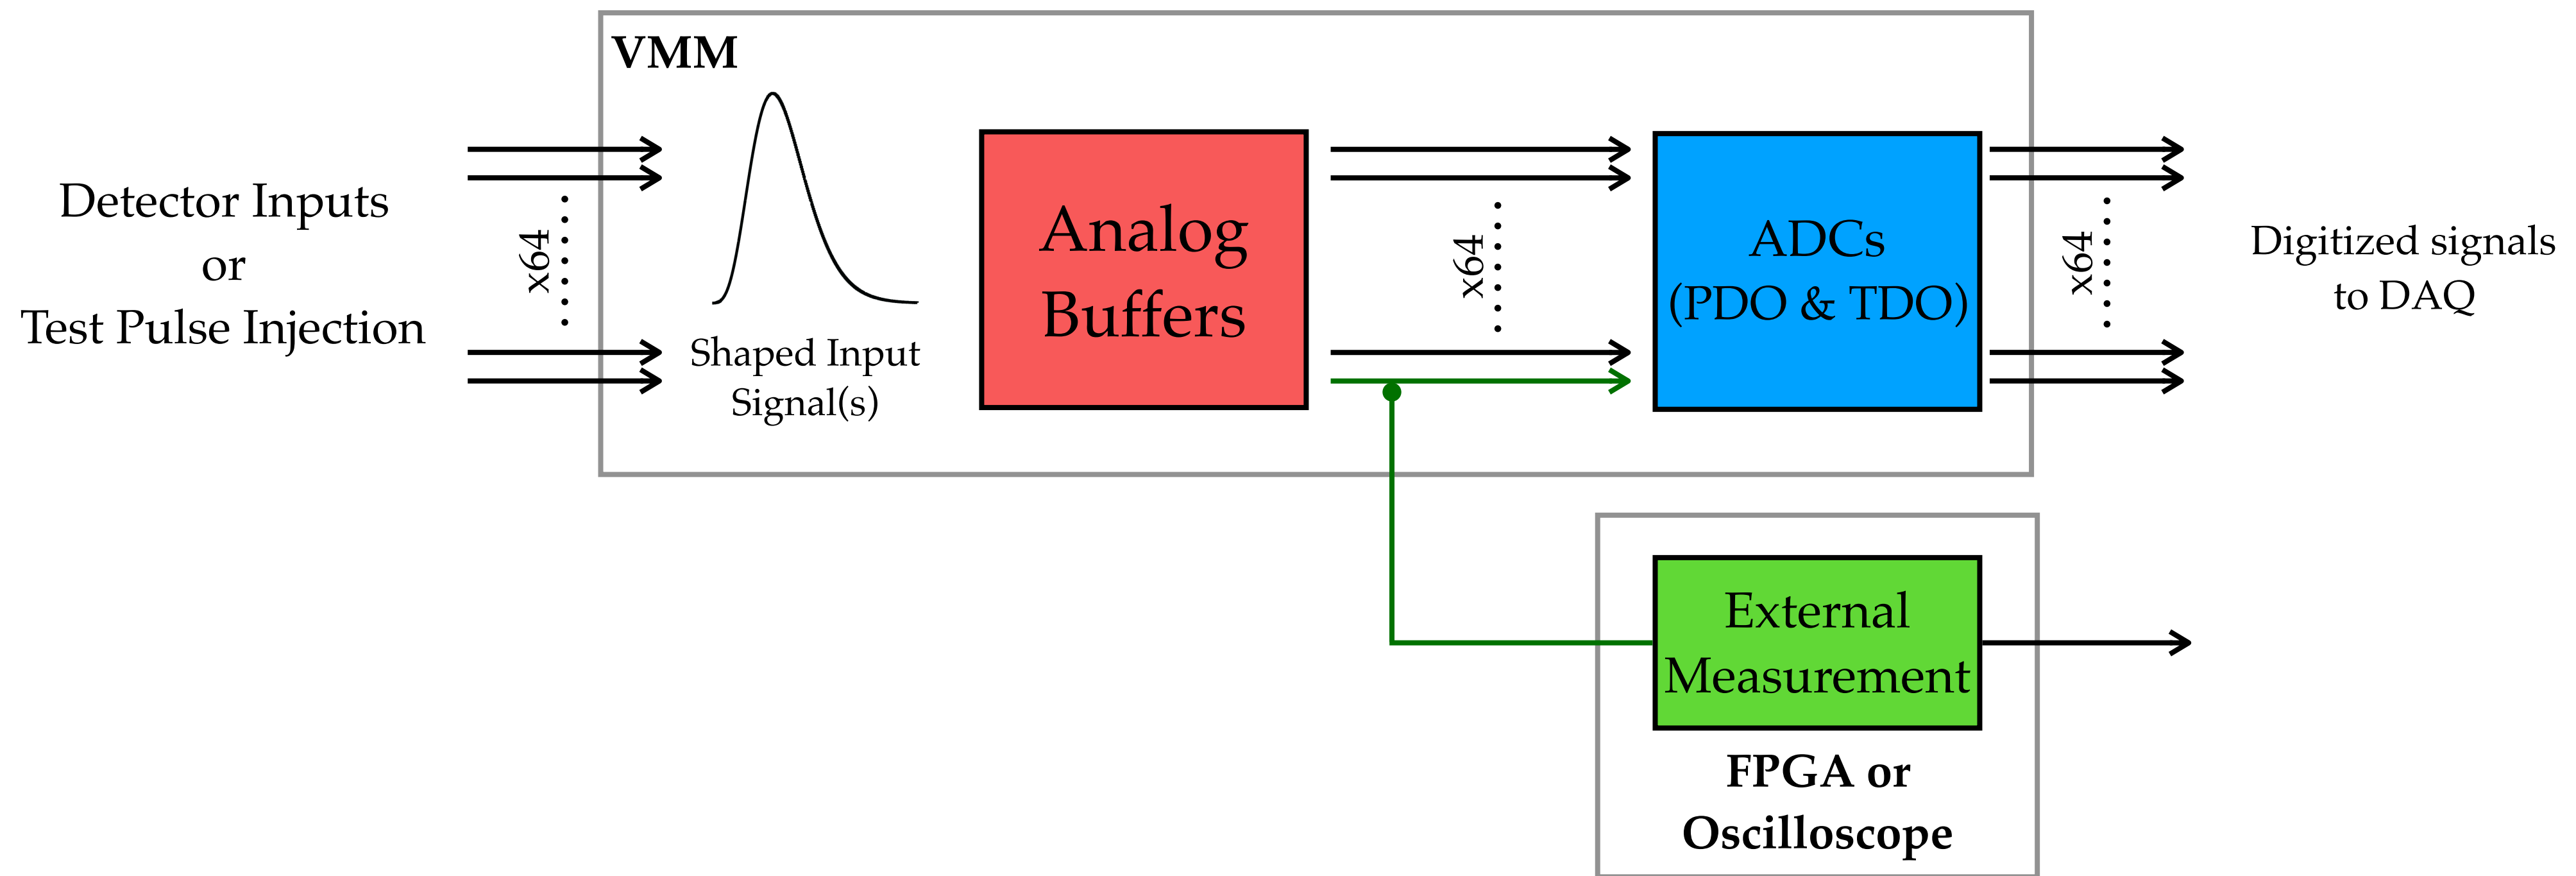 VMM
Detector Inputs
or
Test Pulse Injection
x64
Shaped Input
Signal(s)
Analog
Buffers
x64
ADCs
(PDO & TDO)
x64
Digitized signals
to DAQ
External
Measurement
FPGA or
Oscilloscope